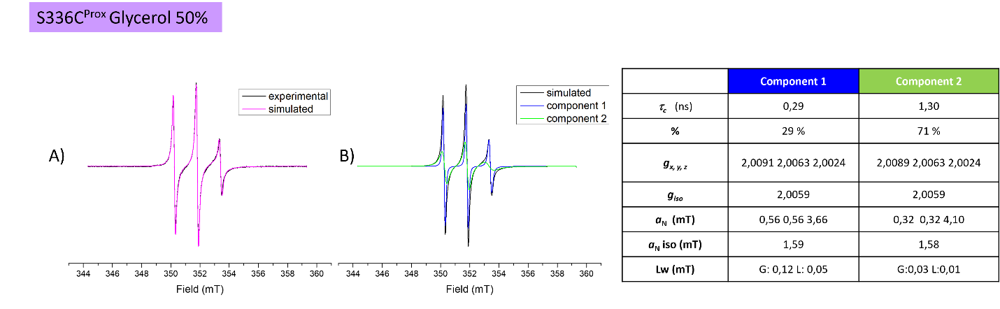 S336CProx Glycerol 50%
A)
experimental
simulated
344 346 348 350 352 354 356 358 360
Field (mT)
B)
simulated
component 1
component 2
344 346 348 350 352 354 356 358 360
Field (mT)
Component 1 Component 2
τc (ns) 0,29 1,30
% 29 % 71 %
gx, y, z 2,0091 2,0063 2,0024 2,0089 2,0063 2,0024
giso 2,0059 2,0059
aN (mT) 0,56 0,56 3,66 0,32 0,32 4,10
aN iso (mT) 1,59 1,58
Lw (mT) G: 0,12 L: 0,05 G:0,03 L:0,01